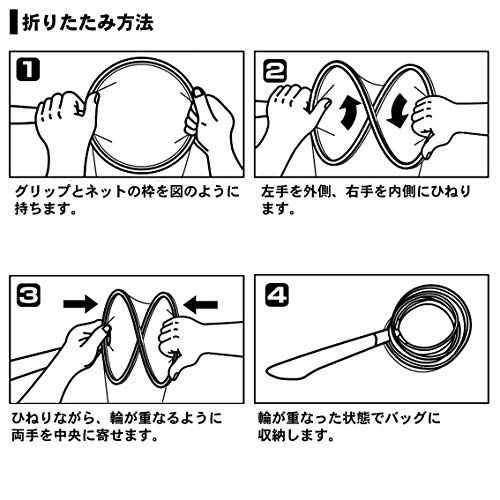 折りたたみ方法
1
グリップとネットの枠を図のように
持ちます。
2
左手を外側、右手を内側にひねり
ます。
3
ひねりながら、輪が重なるように
両手を中央に寄せます。
4
輪が重なった状態でバッグに
収納します。